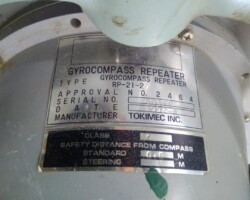 GYROCOMPASS REPEATER
TYPE GYROCOMPASS REPEATER
RP-21-2
APPROVAL NO. 2464
SERIAL NO.
DATE
MANUFACTURER TOKIMEC INC.
CLASS
SAFETY DISTANCE FROM COMPASS
STANDARD M
STEERING M